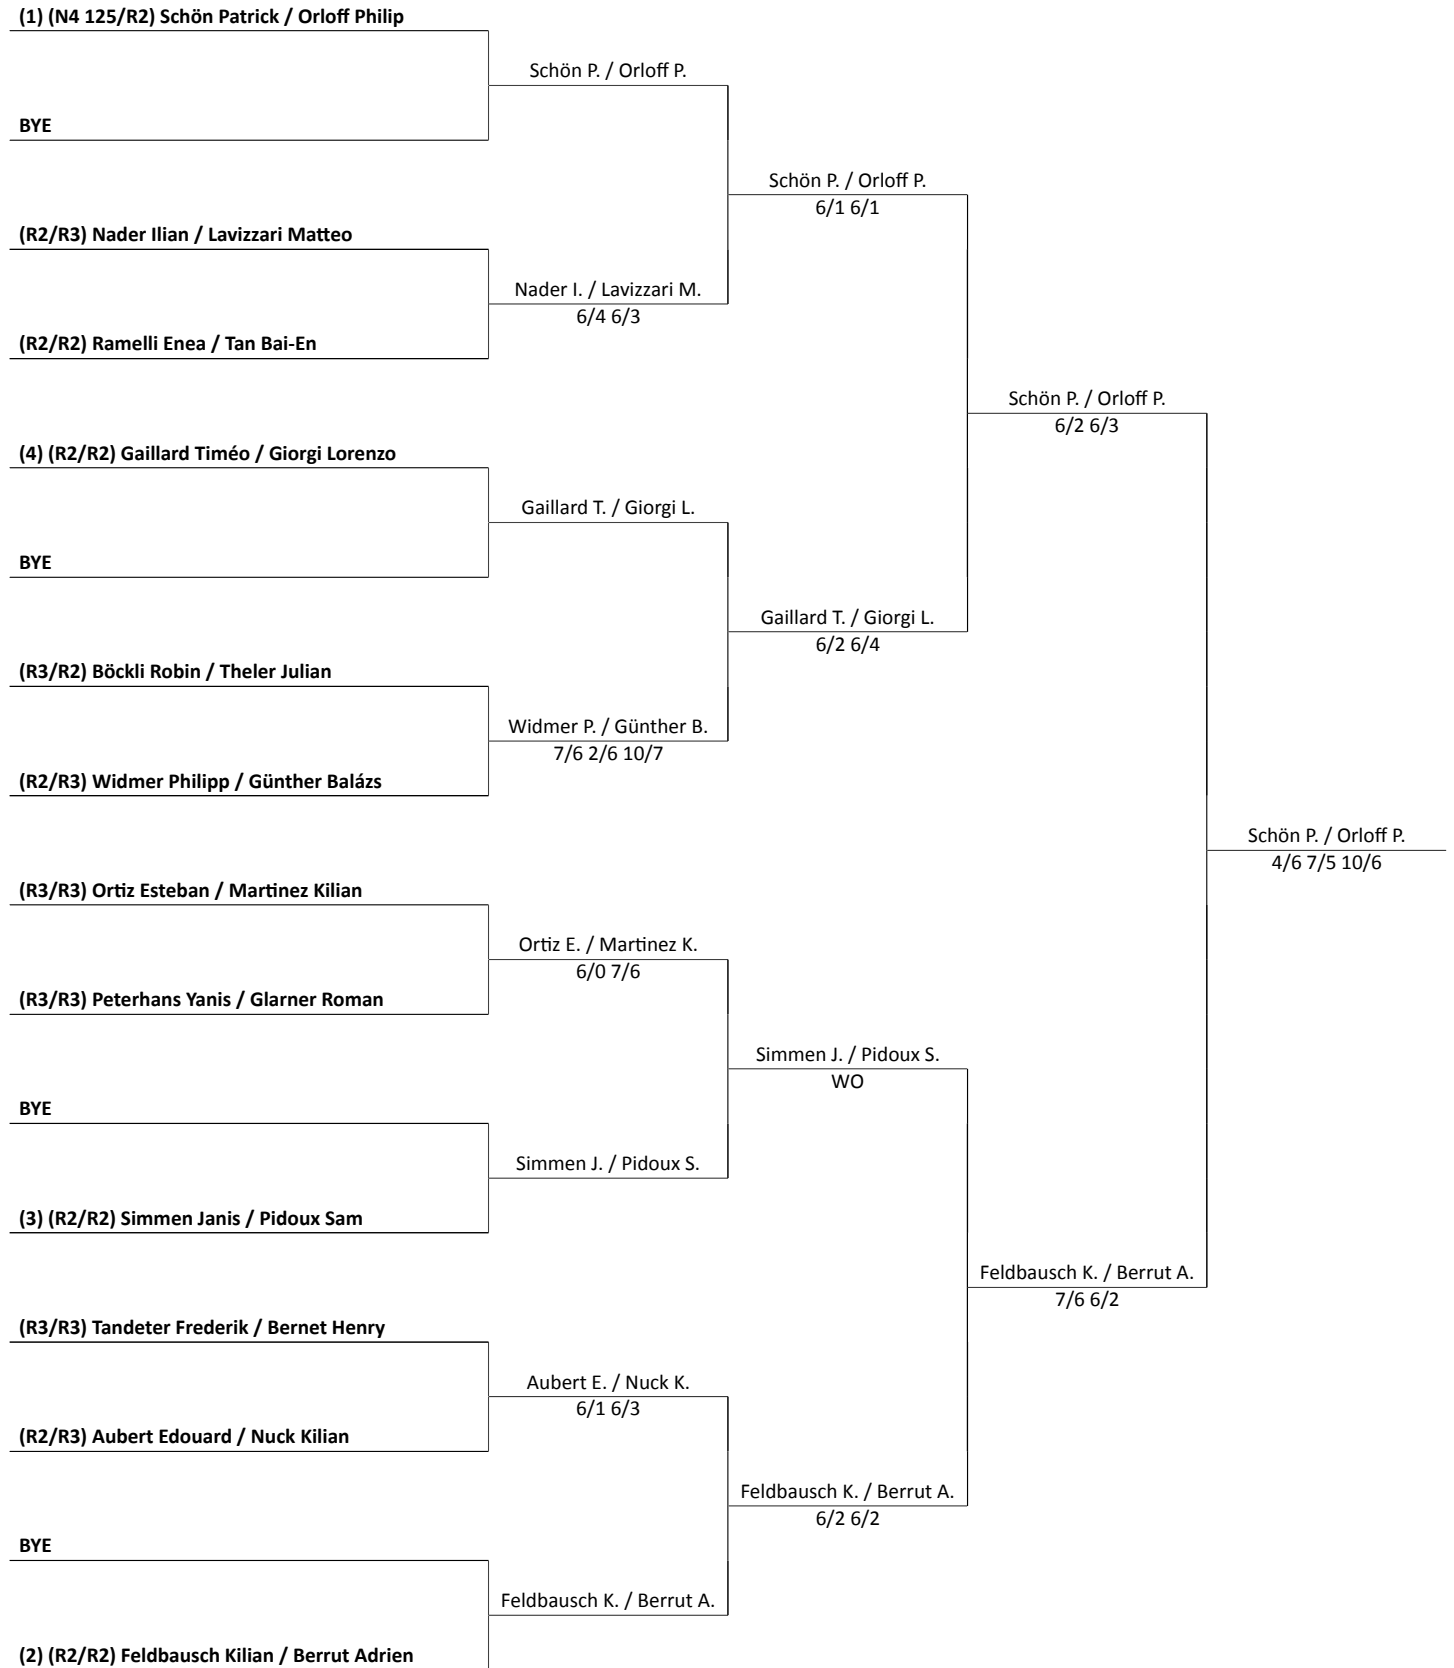 (1) (N4 125/R2) Schön Patrick / Orloff Philip
Schön P. / Orloff P.
BYE
Schön P. / Orloff P.
6/1 6/1
(R2/R3) Nader Ilian / Lavizzari Matteo
Nader I. / Lavizzari M.
6/4 6/3
(R2/R2) Ramelli Enea / Tan Bai-En
Schön P. / Orloff P.
6/2 6/3
(4) (R2/R2) Gaillard Timéo / Giorgi Lorenzo
Gaillard T. / Giorgi L.
BYE
Gaillard T. / Giorgi L.
6/2 6/4
(R3/R2) Böckli Robin / Theler Julian
Widmer P. / Günther B.
7/6 2/6 10/7
(R2/R3) Widmer Philipp / Günther Balázs
Schön P. / Orloff P.
4/6 7/5 10/6
(R3/R3) Ortiz Esteban / Martinez Kilian
Ortiz E. / Martinez K.
6/0 7/6
(R3/R3) Peterhans Yanis / Glarner Roman
Simmen J. / Pidoux S.
WO
BYE
Simmen J. / Pidoux S.
(3) (R2/R2) Simmen Janis / Pidoux Sam
Feldbausch K. / Berrut A.
7/6 6/2
(R3/R3) Tandeter Frederik / Bernet Henry
Aubert E. / Nuck K.
6/1 6/3
(R2/R3) Aubert Edouard / Nuck Kilian
Feldbausch K. / Berrut A.
6/2 6/2
BYE
Feldbausch K. / Berrut A.
(2) (R2/R2) Feldbausch Kilian / Berrut Adrien